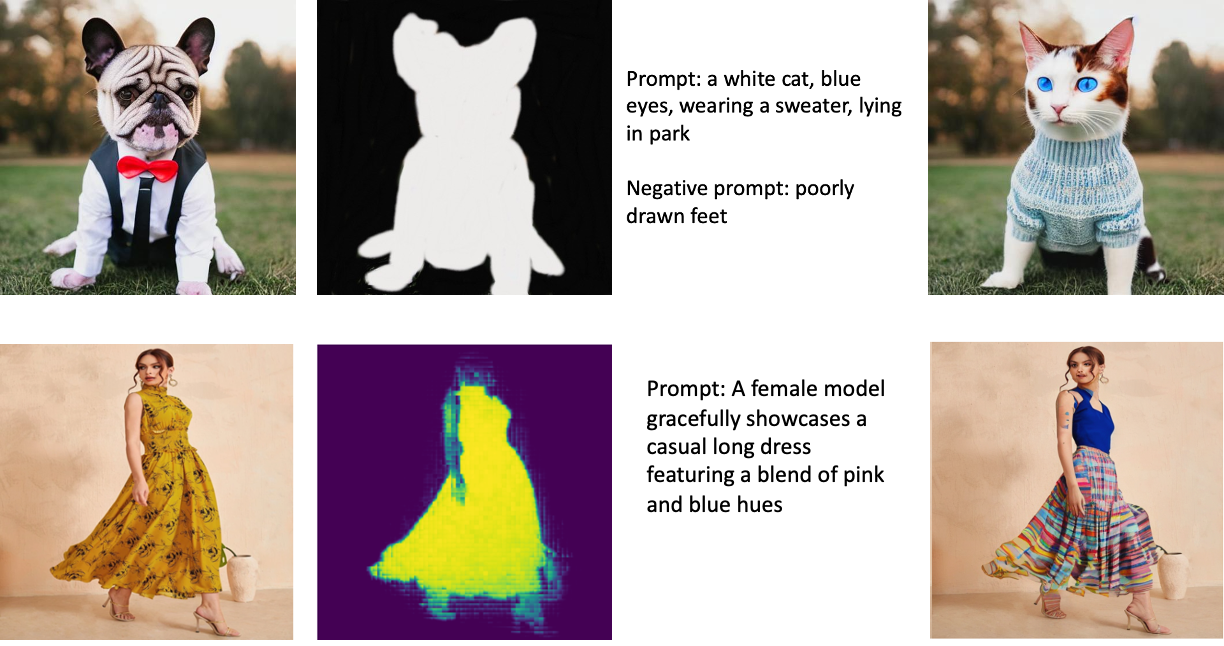 Prompt: a white cat, blue
eyes, wearing a sweater, lying
in park
Negative prompt: poorly
drawn feet
Prompt: A female model
gracefully showcases a
casual long dress
featuring a blend of pink
and blue hues